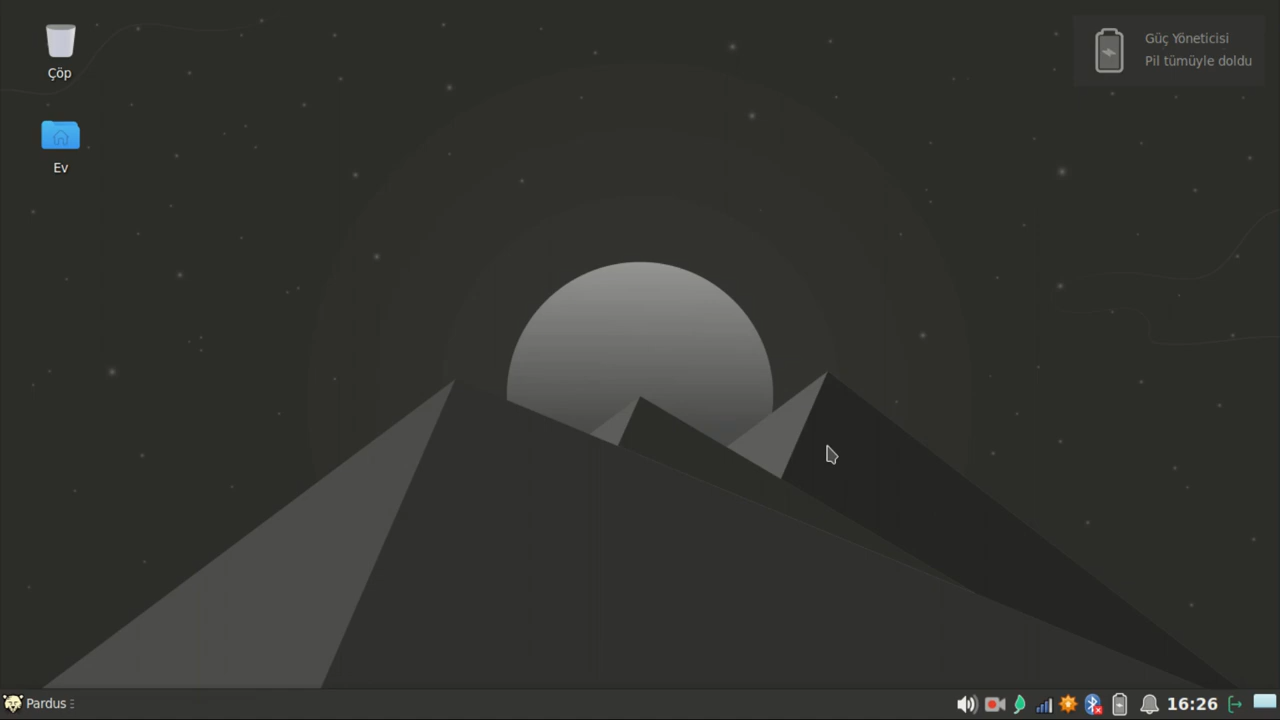 Çöp
Ev
Güç Yöneticisi
Pil tümüyle doldu
Pardus
16:26